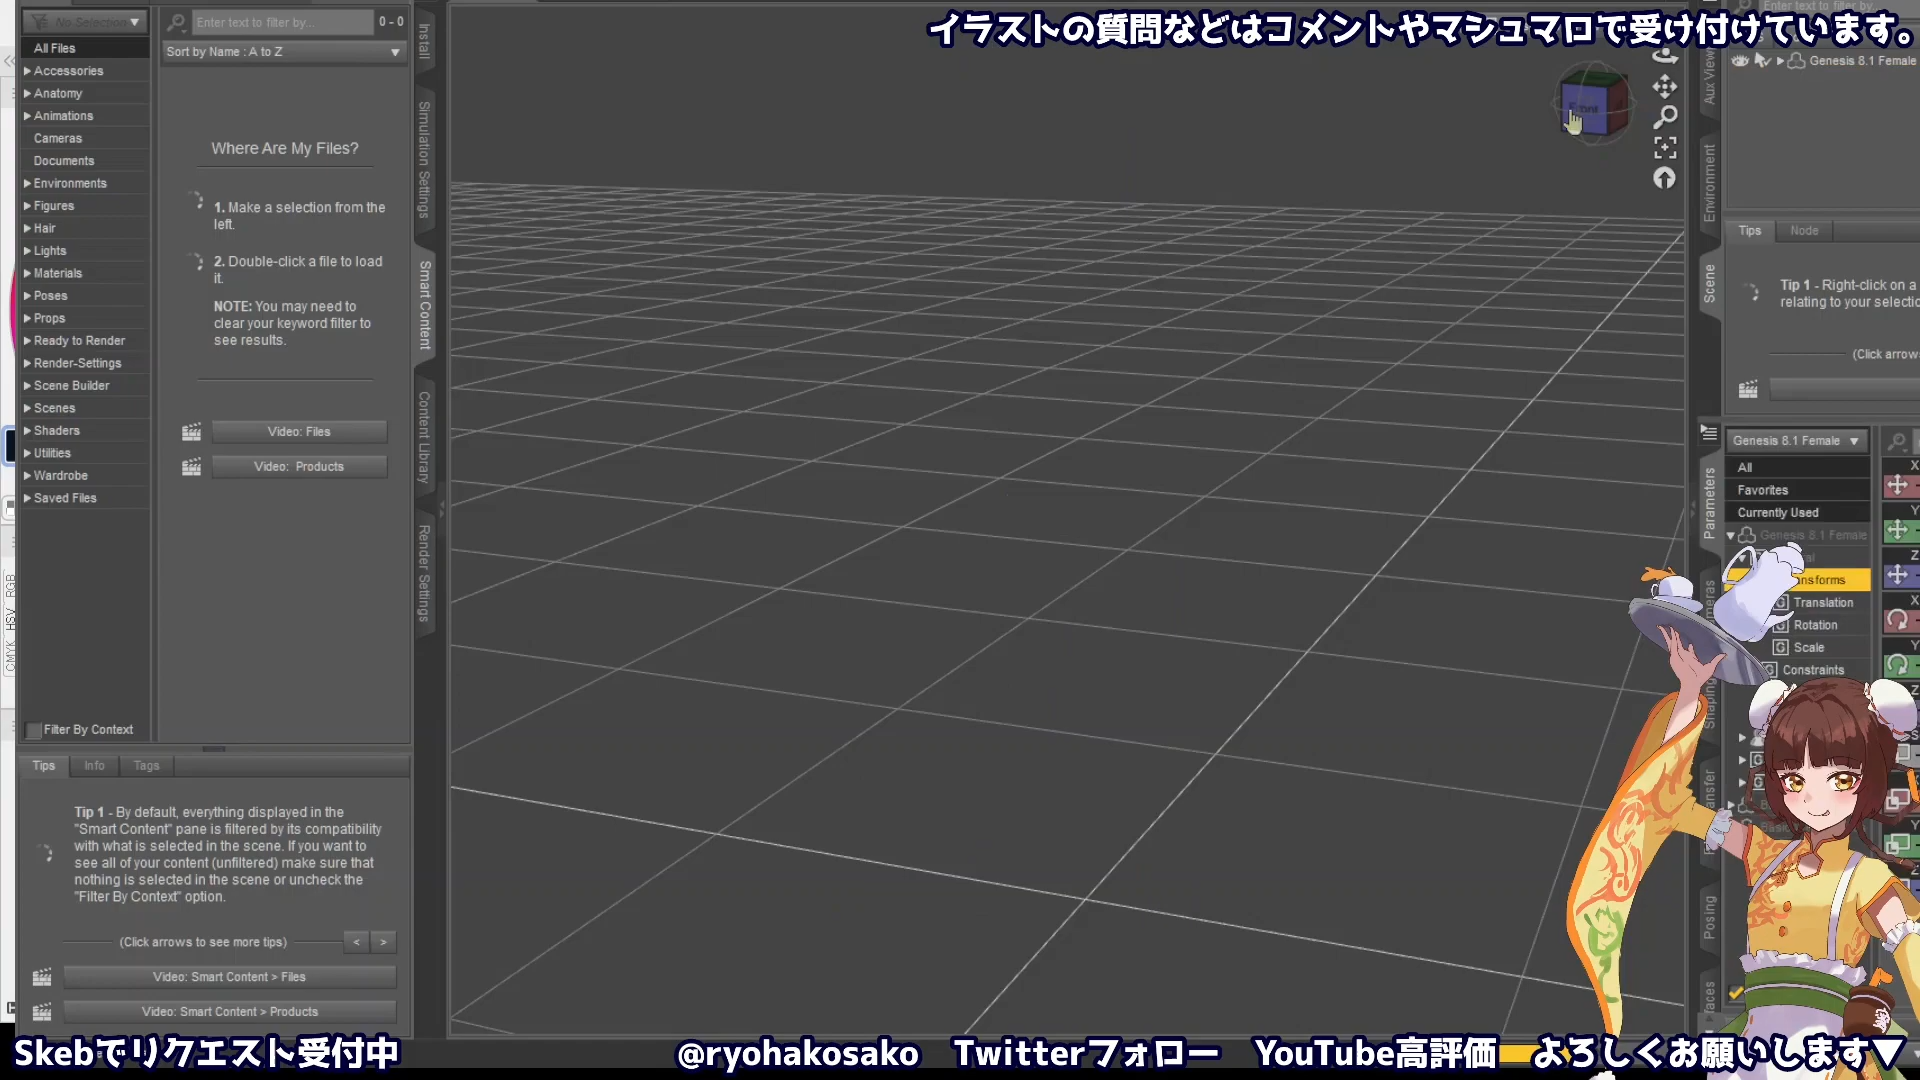 イラストの質問などはコメントやマシュマロで受け付けています。
No Selection
Enter text to filter by...
0 - 0
Sort by Name : A to Z
All Files
Accessories
Anatomy
Animations
Cameras
Documents
Environments
Figures
Hair
Lights
Materials
Poses
Props
Ready to Render
Render-Settings
Scene Builder
Scenes
Shaders
Utilities
Wardrobe
Saved Files
Filter By Context
Where Are My Files?
1. Make a selection from the
left.
2. Double-click a file to load
it.
NOTE: You may need to
clear your keyword filter to
see results.
Video: Files
Video: Products
Install
Simulation Settings
Smart Content
Content Library
Render Settings
Tips
Info
Tags
Tip 1 - By default, everything displayed in the
"Smart Content" pane is filtered by its compatibility
with what is selected in the scene. If you want to
see all of your content (unfiltered) make sure that
nothing is selected in the scene or uncheck the
"Filter By Context" option.
(Click arrows to see more tips)
<
>
Video: Smart Content > Files
Video: Smart Content > Products
RGB
HSV
CMYK
Front
Enter text to filter by...
Genesis 8.1 Female
Aux View
Environment
Scene
Tips
Node
Tip 1 - Right-click on a
relating to your selectio
(Click arrow
Parameters
Genesis 8.1 Female
All
Favorites
Currently Used
Genesis 8.1 Female
nsforms
Translation
Rotation
Scale
Constraints
Shaping
Posing
X
Y
Z
X
Y
Skebでリクエスト受付中
@ryohakosako Twitterフォロー YouTube高評価 よろしくお願いします▼